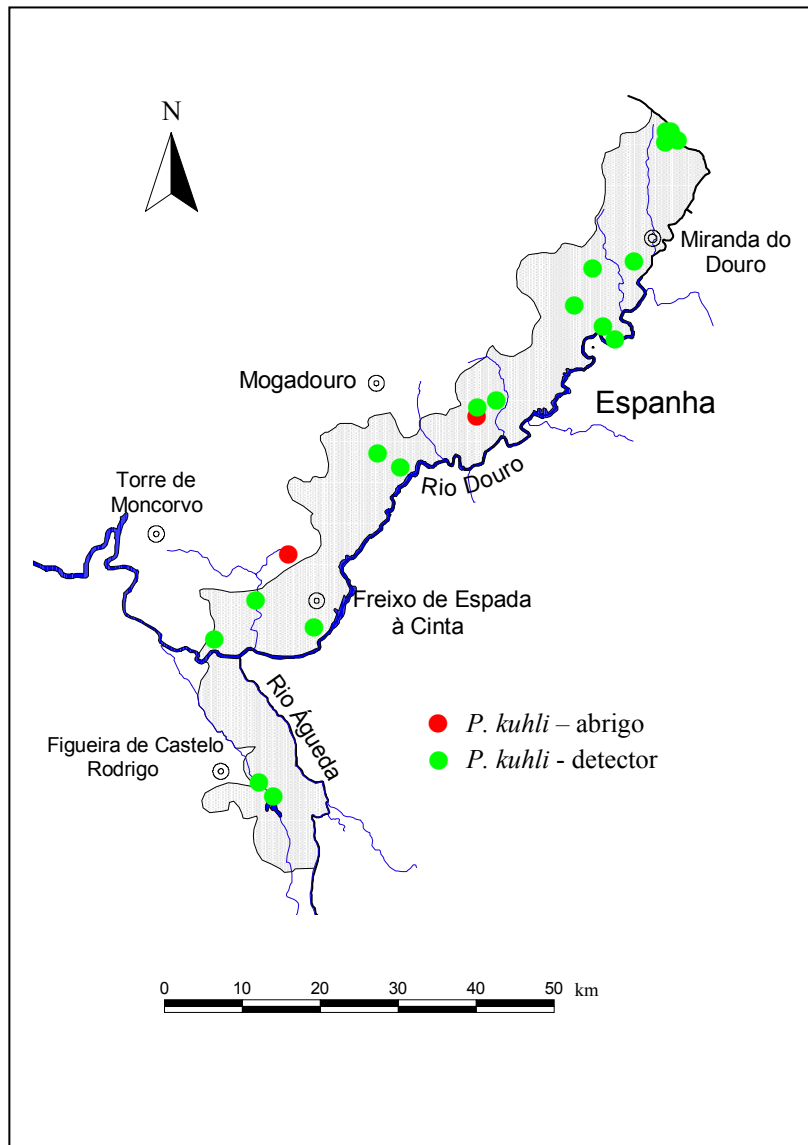 N
Miranda do
Douro
Mogadouro
Espanha
Rio Douro
Torre de
Moncorvo
Freixo de Espada
à Cinta
Rio Águeda
Figueira de Castelo
Rodrigo
P. kuhli – abrigo
P. kuhli - detector
0 10 20 30 40 50 km